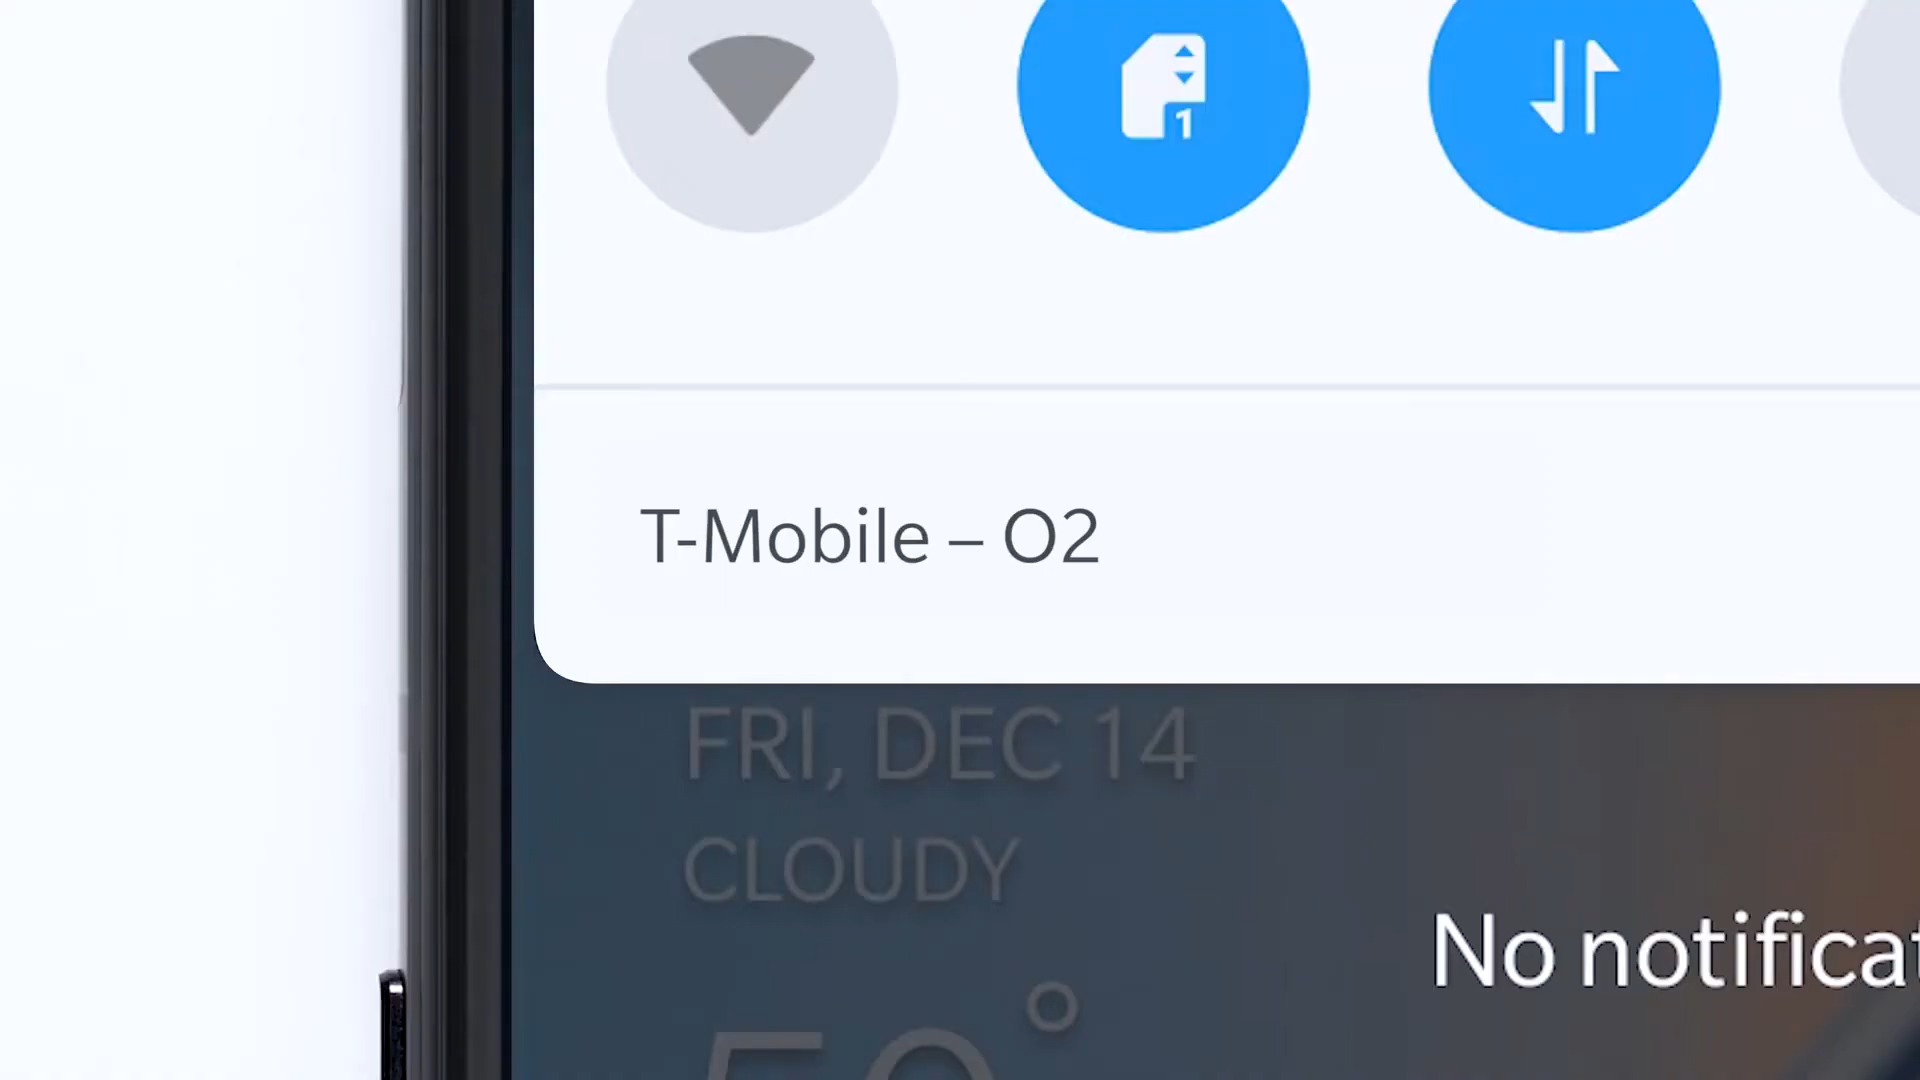 1
T-Mobile – O2
FRI, DEC 14
CLOUDY
No notificat